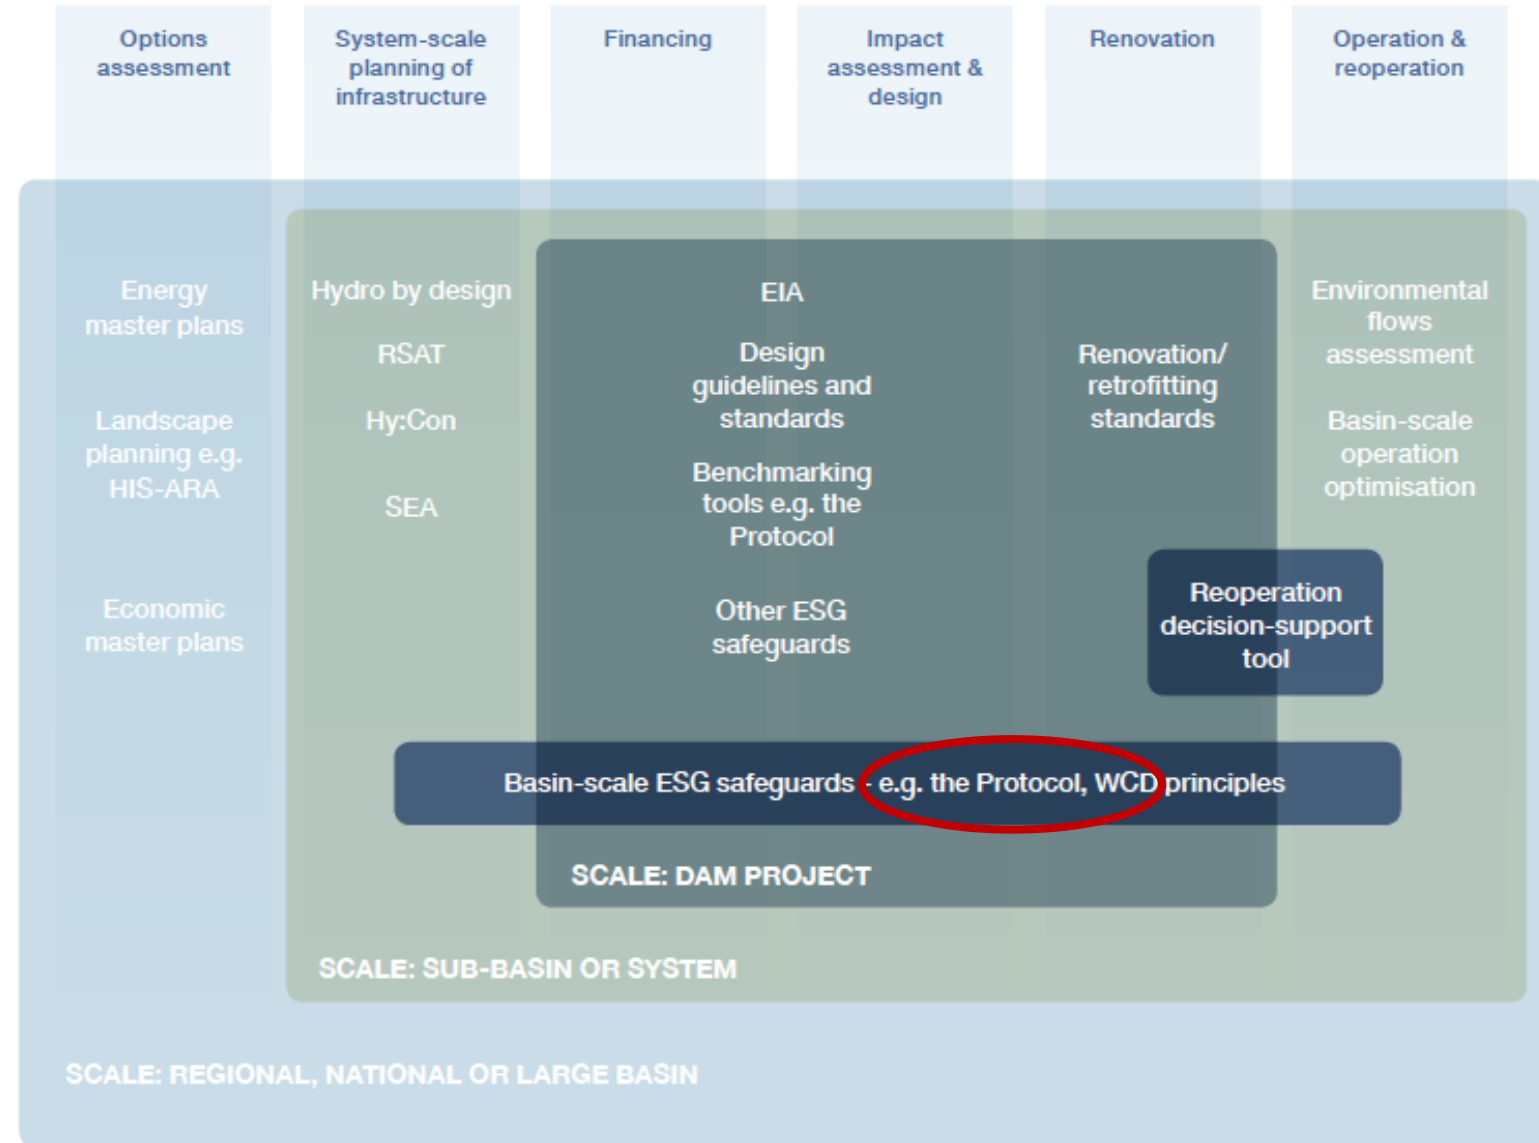 Options
assessment
System-scale
planning of
infrastructure
Financing
Impact
assessment &
design
Renovation
Operation &
reoperation
Energy
master plans
Landscape
planning e.g.
HIS-ARA
Economic
master plans
Hydro by design
RSAT
Hy:Con
SEA
EIA
Design
guidelines and
standards
Benchmarking
tools e.g. the
Protocol
Other ESG
safeguards
Renovation/
retrofitting
standards
Environmental
flows
assessment
Basin-scale
operation
optimisation
Reoperation
decision-support
tool
Basin-scale ESG safeguards - e.g. the Protocol, WCD principles
SCALE: DAM PROJECT
SCALE: SUB-BASIN OR SYSTEM
SCALE: REGIONAL, NATIONAL OR LARGE BASIN